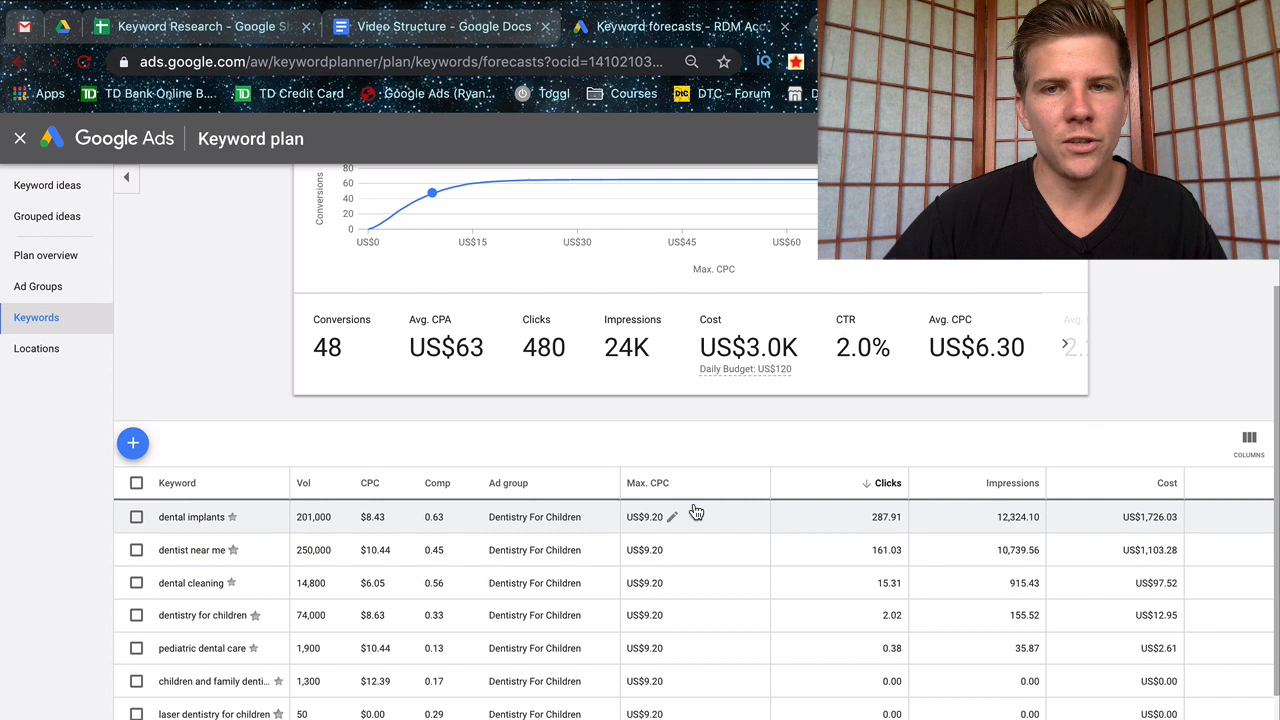 Keyword Research - Google S
Video Structure - Google Docs
Keyword forecasts - RDM Acc
ads.google.com/aw/keywordplanner/plan/keywords/forecasts?ocid=14102103...
IQ
Apps
TD TD Bank Online B...
TD TD Credit Card
Google Ads (Ryan...
Toggl
Courses
DTC DTC - Forum
Google Ads
Keyword plan
Keyword ideas
Grouped ideas
Plan overview
Ad Groups
Keywords
Locations
Conversions
80
60
40
20
0
US$0 US$15 US$30 US$45 US$60
Max. CPC
Conversions Avg. CPA Clicks Impressions Cost CTR Avg. CPC Avg.
48 US$63 480 24K US$3.0K 2.0% US$6.30
Daily Budget: US$120
COLUMNS
Keyword Vol CPC Comp Ad group Max. CPC Clicks Impressions Cost
dental implants 201,000 $8.43 0.63 Dentistry For Children US$9.20 287.91 12,324.10 US$1,726.03
dentist near me 250,000 $10.44 0.45 Dentistry For Children US$9.20 161.03 10,739.56 US$1,103.28
dental cleaning 14,800 $6.05 0.56 Dentistry For Children US$9.20 15.31 915.43 US$97.52
dentistry for children 74,000 $8.63 0.33 Dentistry For Children US$9.20 2.02 155.52 US$12.95
pediatric dental care 1,900 $10.44 0.13 Dentistry For Children US$9.20 0.38 35.87 US$2.61
children and family denti... 1,300 $12.39 0.17 Dentistry For Children US$9.20 0.00 0.00 US$0.00
laser dentistry for children 50 $0.00 0.29 Dentistry For Children US$9.20 0.00 0.00 US$0.00